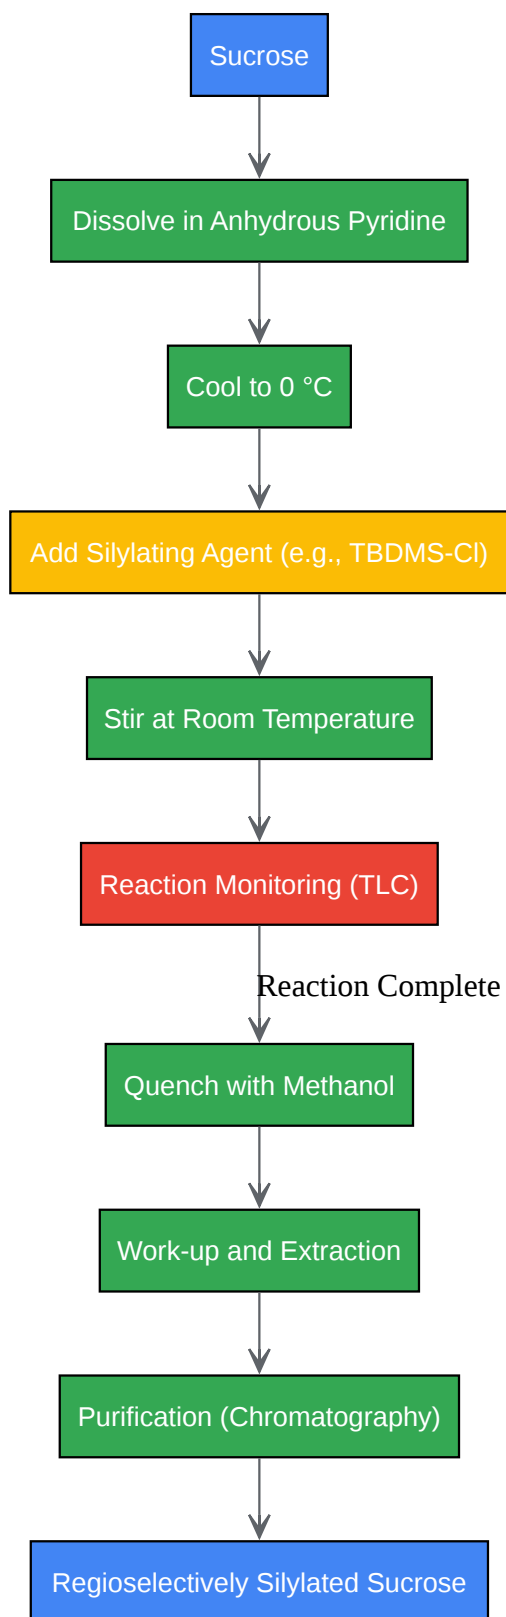 Sucrose
Dissolve in Anhydrous Pyridine
Cool to 0 °C
Add Silylating Agent (e.g., TBDMS-Cl)
Stir at Room Temperature
Reaction Monitoring (TLC)
Reaction Complete
Quench with Methanol
Work-up and Extraction
Purification (Chromatography)
Regioselectively Silylated Sucrose